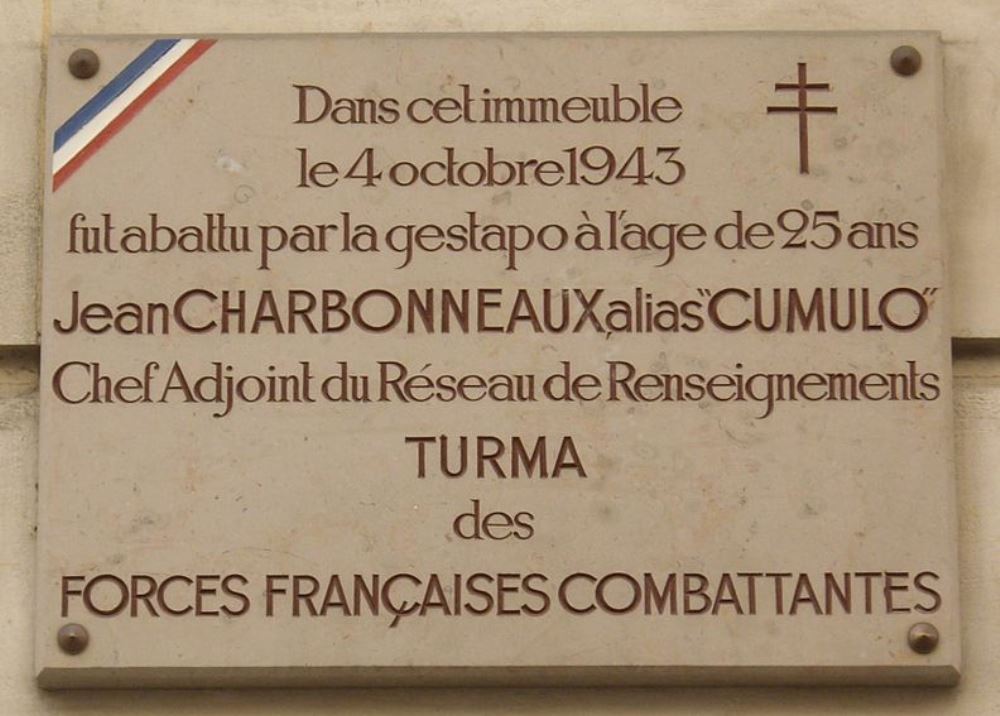 Dans cet immeuble
le 4 octobre 1943
fut abattu par la gestapo à l'age de 25 ans
Jean CHARBONNEAUX alias "CUMULO"
Chef Adjoint du Réseau de Renseignements
TURMA
des
FORCES FRANÇAISES COMBATTANTES